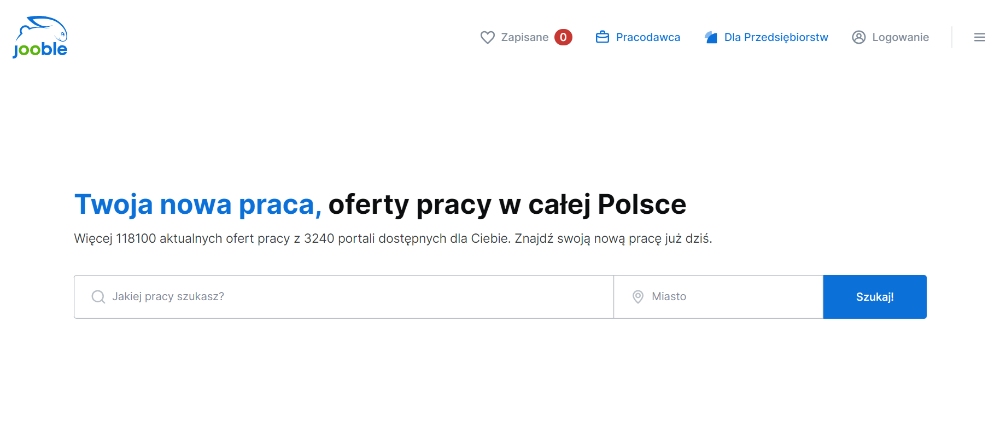 jooble
Zapisane 0 Pracodawca Dla Przedsiębiorstw Logowanie
Twoja nowa praca, oferty pracy w całej Polsce
Więcej 118100 aktualnych ofert pracy z 3240 portali dostępnych dla Ciebie. Znajdź swoją nową pracę już dziś.
Jakiej pracy szukasz? Miasto Szukaj!